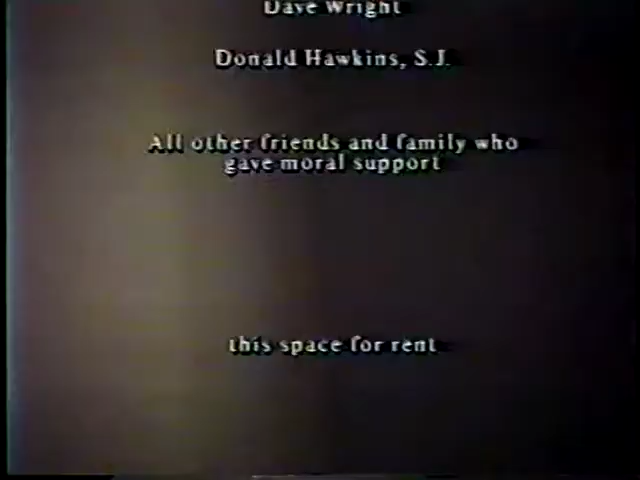 Dave Wright
Donald Hawkins, S.J.
All other friends and family who
gave moral support
this space for rent